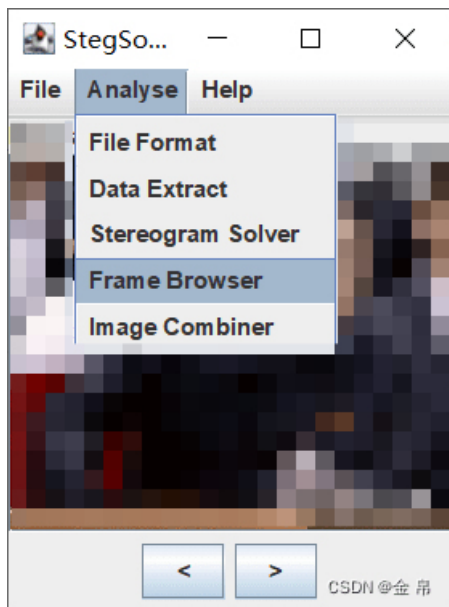 StegSo...
File Analyse Help
File Format
Data Extract
Stereogram Solver
Frame Browser
Image Combiner
< >
CSDN @金 帛